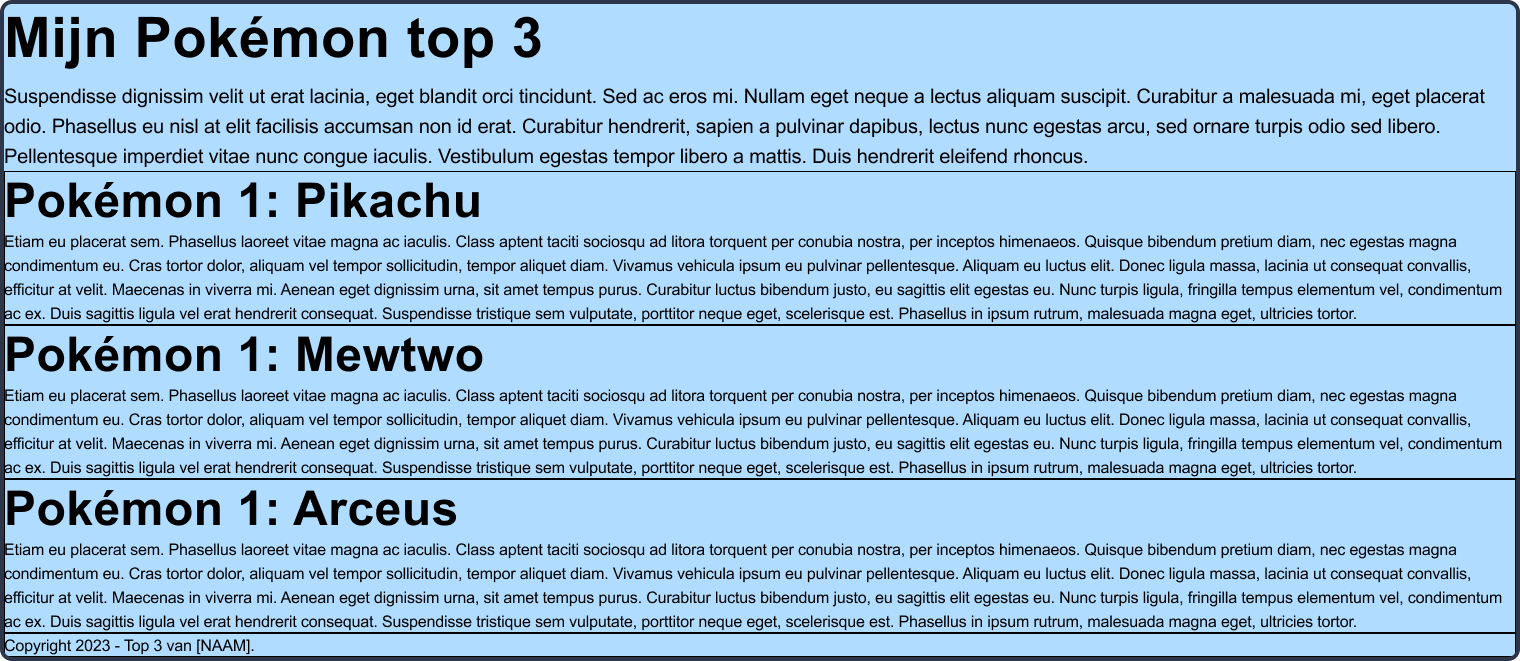 Mijn Pokémon top 3
Suspendisse dignissim velit ut erat lacinia, eget blandit orci tincidunt. Sed ac eros mi. Nullam eget neque a lectus aliquam suscipit. Curabitur a malesuada mi, eget placerat
odio. Phasellus eu nisl at elit facilisis accumsan non id erat. Curabitur hendrerit, sapien a pulvinar dapibus, lectus nunc egestas arcu, sed ornare turpis odio sed libero.
Pellentesque imperdiet vitae nunc congue iaculis. Vestibulum egestas tempor libero a mattis. Duis hendrerit eleifend rhoncus.
Pokémon 1: Pikachu
Etiam eu placerat sem. Phasellus laoreet vitae magna ac iaculis. Class aptent taciti sociosqu ad litora torquent per conubia nostra, per inceptos himenaeos. Quisque bibendum pretium diam, nec egestas magna
condimentum eu. Cras tortor dolor, aliquam vel tempor sollicitudin, tempor aliquet diam. Vivamus vehicula ipsum eu pulvinar pellentesque. Aliquam eu luctus elit. Donec ligula massa, lacinia ut consequat convallis,
efficitur at velit. Maecenas in viverra mi. Aenean eget dignissim urna, sit amet tempus purus. Curabitur luctus bibendum justo, eu sagittis elit egestas eu. Nunc turpis ligula, fringilla tempus elementum vel, condimentum
ac ex. Duis sagittis ligula vel erat hendrerit consequat. Suspendisse tristique sem vulputate, porttitor neque eget, scelerisque est. Phasellus in ipsum rutrum, malesuada magna eget, ultricies tortor.
Pokémon 1: Mewtwo
Etiam eu placerat sem. Phasellus laoreet vitae magna ac iaculis. Class aptent taciti sociosqu ad litora torquent per conubia nostra, per inceptos himenaeos. Quisque bibendum pretium diam, nec egestas magna
condimentum eu. Cras tortor dolor, aliquam vel tempor sollicitudin, tempor aliquet diam. Vivamus vehicula ipsum eu pulvinar pellentesque. Aliquam eu luctus elit. Donec ligula massa, lacinia ut consequat convallis,
efficitur at velit. Maecenas in viverra mi. Aenean eget dignissim urna, sit amet tempus purus. Curabitur luctus bibendum justo, eu sagittis elit egestas eu. Nunc turpis ligula, fringilla tempus elementum vel, condimentum
ac ex. Duis sagittis ligula vel erat hendrerit consequat. Suspendisse tristique sem vulputate, porttitor neque eget, scelerisque est. Phasellus in ipsum rutrum, malesuada magna eget, ultricies tortor.
Pokémon 1: Arceus
Etiam eu placerat sem. Phasellus laoreet vitae magna ac iaculis. Class aptent taciti sociosqu ad litora torquent per conubia nostra, per inceptos himenaeos. Quisque bibendum pretium diam, nec egestas magna
condimentum eu. Cras tortor dolor, aliquam vel tempor sollicitudin, tempor aliquet diam. Vivamus vehicula ipsum eu pulvinar pellentesque. Aliquam eu luctus elit. Donec ligula massa, lacinia ut consequat convallis,
efficitur at velit. Maecenas in viverra mi. Aenean eget dignissim urna, sit amet tempus purus. Curabitur luctus bibendum justo, eu sagittis elit egestas eu. Nunc turpis ligula, fringilla tempus elementum vel, condimentum
ac ex. Duis sagittis ligula vel erat hendrerit consequat. Suspendisse tristique sem vulputate, porttitor neque eget, scelerisque est. Phasellus in ipsum rutrum, malesuada magna eget, ultricies tortor.
Copyright 2023 - Top 3 van [NAAM].